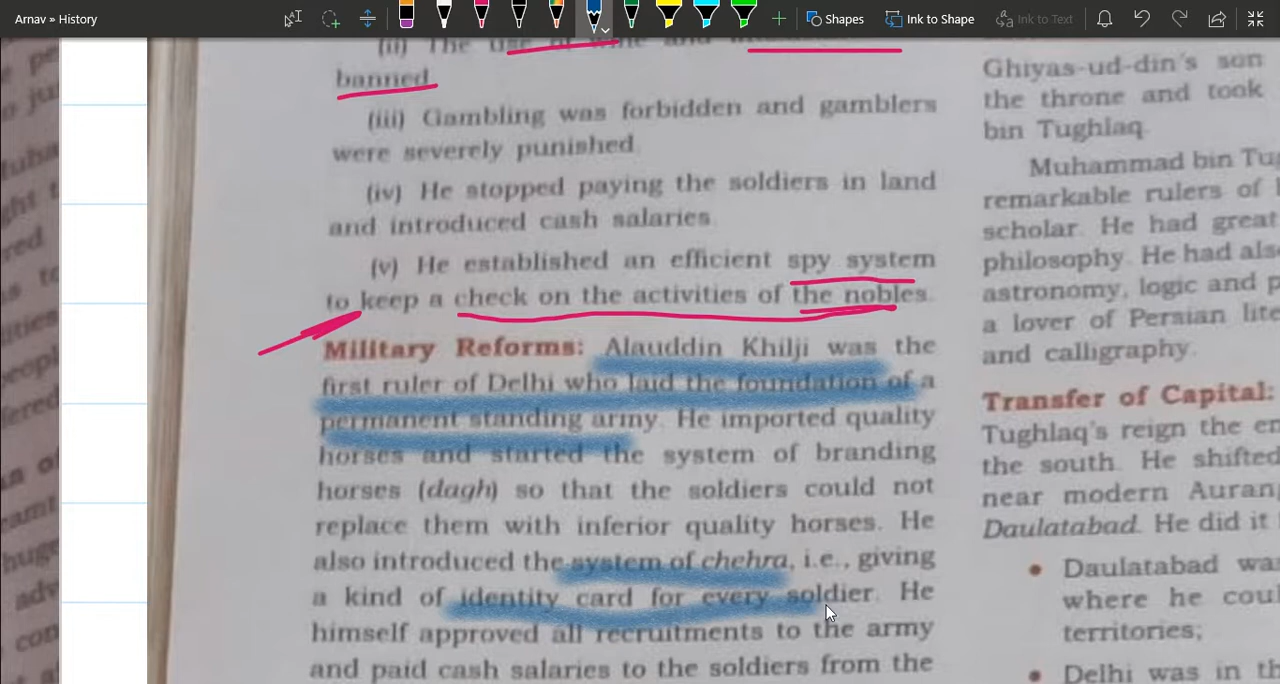 Arnav » History
Shapes
Ink to Shape
Ink to Text
(ii) The use of wine and
banned
(iii) Gambling was forbidden and gamblers
were severely punished.
(iv) He stopped paying the soldiers in land
and introduced cash salaries.
(v) He established an efficient spy system
to keep a check on the activities of the nobles.
Military Reforms: Alauddin Khilji was the
first ruler of Delhi who laid the foundation of a
permanent standing army. He imported quality
horses and started the system of branding
horses (dagh) so that the soldiers could not
replace them with inferior quality horses. He
also introduced the system of chehra, i.e., giving
a kind of identity card for every soldier. He
himself approved all recruitments to the army
and paid cash salaries to the soldiers from the
Ghiyas-ud-din's son
the throne and took
bin Tughlaq.
Muhammad bin Tu
remarkable rulers of
scholar. He had great
philosophy. He had als
astronomy, logic and p
a lover of Persian lite
and calligraphy.
Transfer of Capital:
Tughlaq's reign the en
the south. He shifted
near modern Aurang
Daulatabad. He did it
• Daulatabad was
where he coul
territories;
• Delhi was in th